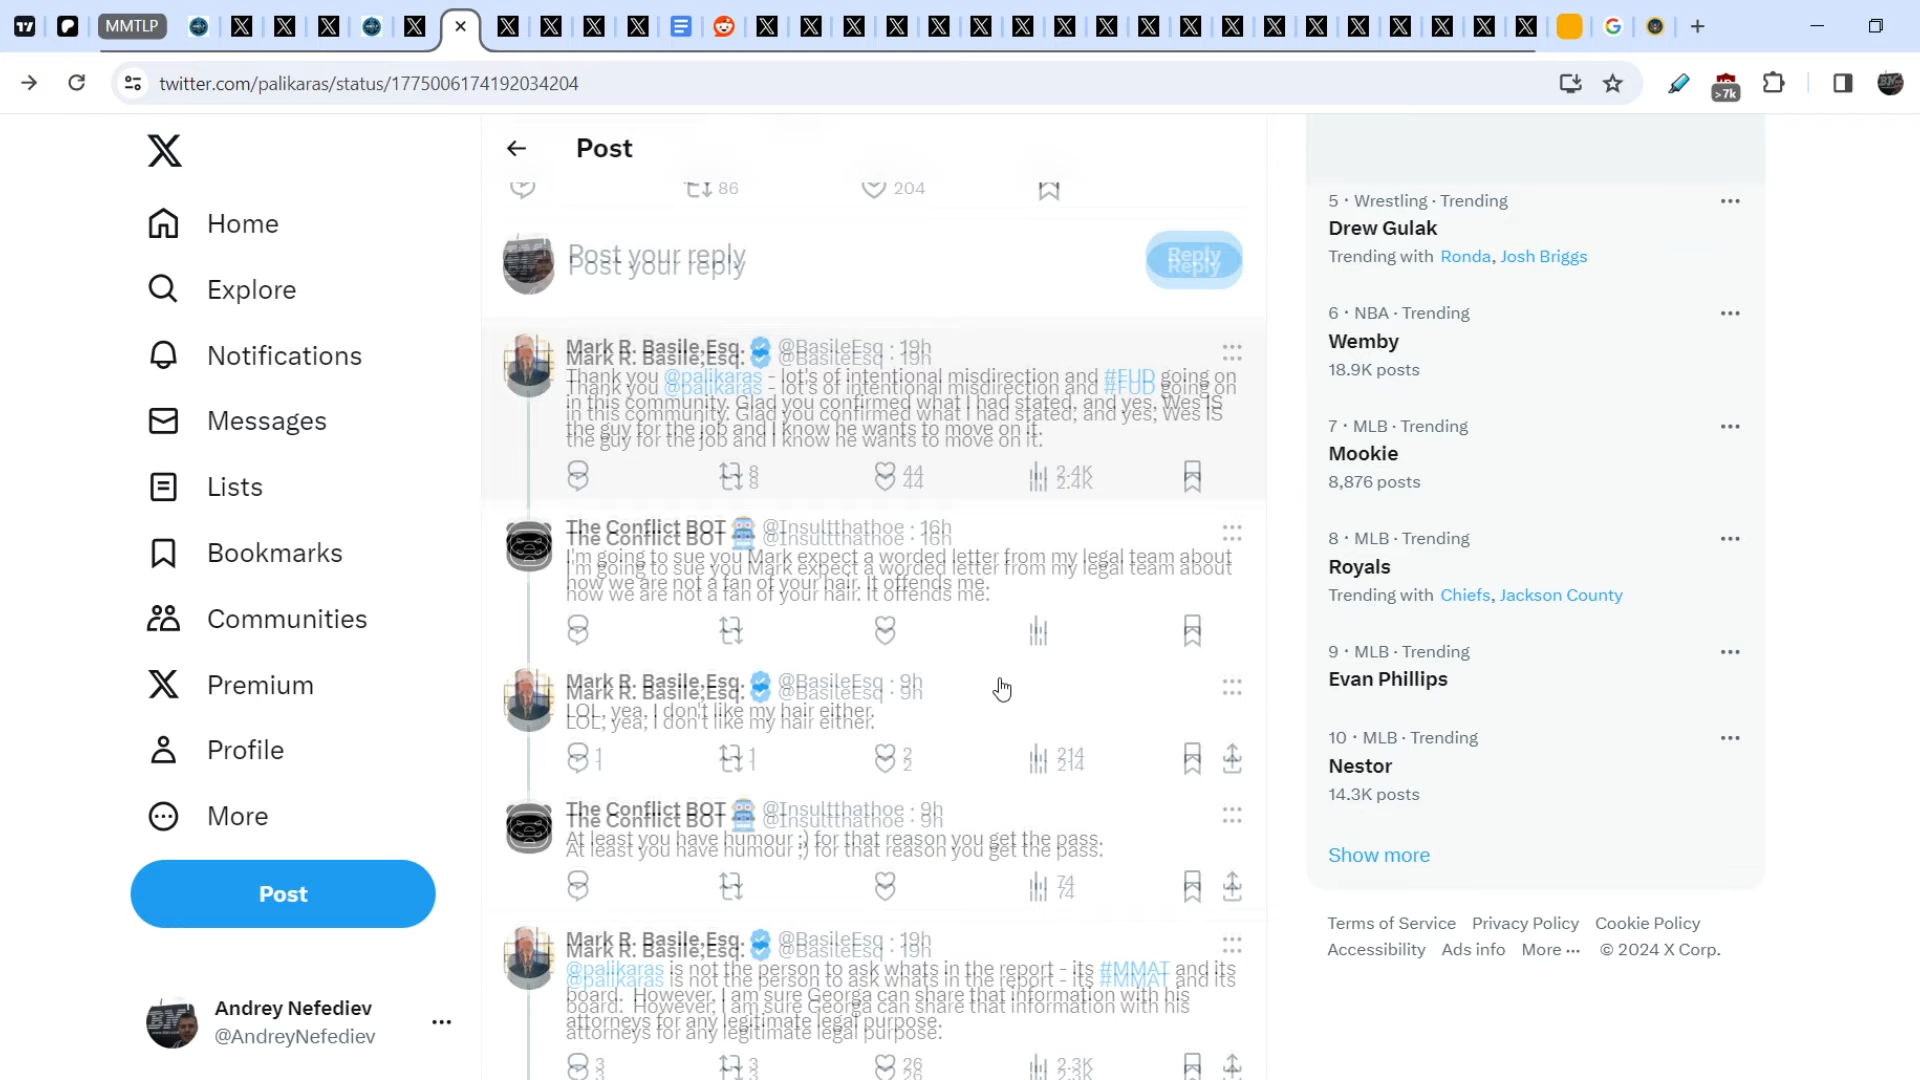 MMTLP
twitter.com/palikaras/status/1775006174192034204
>7k
Post
86
204
Home
Explore
Notifications
Messages
Lists
Bookmarks
Communities
Premium
Profile
More
Post
Andrey Nefediev
@AndreyNefediev
Post your reply
Reply
Mark R. Basile,Esq. @BasileEsq · 19h
Thank you @palikaras - lot's of intentional misdirection and #FUD going on
in this community. Glad you confirmed what I had stated, and yes, Wes IS
the guy for the job and I know he wants to move on it.
8
44
2.4K
The Conflict BOT @Insultthathoe · 16h
I'm going to sue you Mark expect a worded letter from my legal team about
how we are not a fan of your hair. It offends me.
Mark R. Basile,Esq. @BasileEsq · 9h
LOL, yea, I don't like my hair either.
1
1
2
214
The Conflict BOT @Insultthathoe · 9h
At least you have humour ;) for that reason you get the pass.
74
Mark R. Basile,Esq. @BasileEsq · 19h
@palikaras is not the person to ask whats in the report - its #MMAT and its
board. However, I am sure Georga can share that information with his
attorneys for any legitimate legal purpose.
3
3
26
2.3K
5 · Wrestling · Trending
Drew Gulak
Trending with Ronda, Josh Briggs
6 · NBA · Trending
Wemby
18.9K posts
7 · MLB · Trending
Mookie
8,876 posts
8 · MLB · Trending
Royals
Trending with Chiefs, Jackson County
9 · MLB · Trending
Evan Phillips
10 · MLB · Trending
Nestor
14.3K posts
Show more
Terms of Service Privacy Policy Cookie Policy
Accessibility Ads info More ··· © 2024 X Corp.